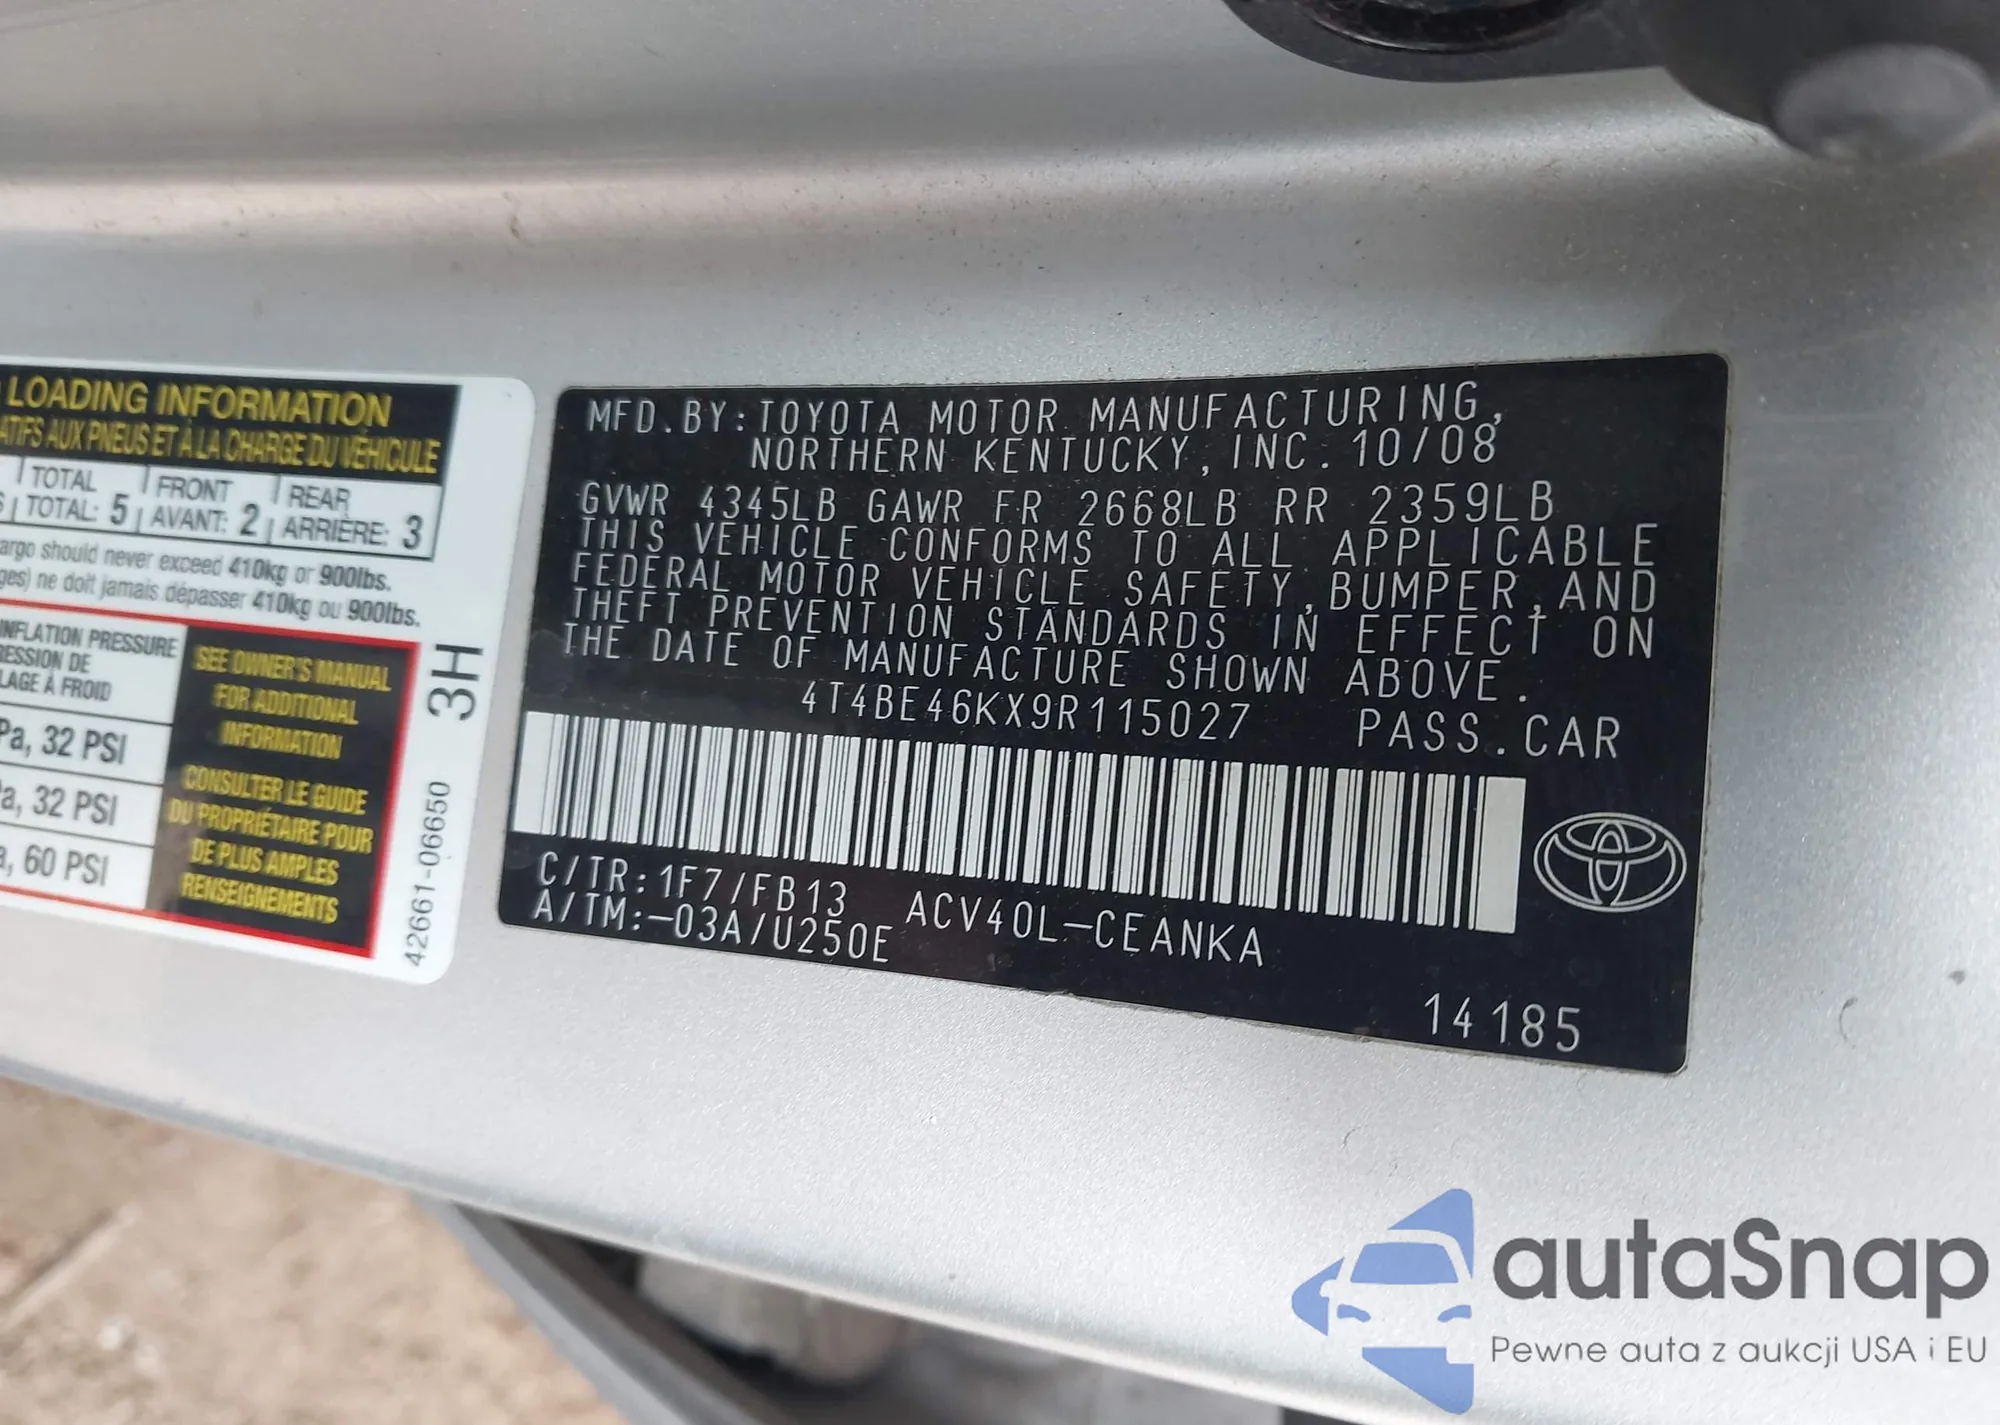 LOADING INFORMATION
ATIFS AUX PNEUS ET À LA CHARGE DU VÉHICULE
TOTAL FRONT REAR
TOTAL: 5 AVANT: 2 ARRIÈRE: 3
should never exceed 410kg or 900lbs.
ne doit jamais dépasser 410kg ou 900lbs.
INFLATION PRESSURE
DE
À FROID
Pa, 32 PSI
a, 32 PSI
a, 60 PSI
SEE OWNER'S MANUAL
FOR ADDITIONAL
INFORMATION
CONSULTER LE GUIDE
DU PROPRIÉTAIRE POUR
DE PLUS AMPLES
RENSEIGNEMENTS
3H
42661-06650
MFD. BY: TOYOTA MOTOR MANUFACTURING,
NORTHERN KENTUCKY, INC. 10/08
GVWR 4345LB GAWR FR 2668LB RR 2359LB
THIS VEHICLE CONFORMS TO ALL APPLICABLE
FEDERAL MOTOR VEHICLE SAFETY, BUMPER, AND
THEFT PREVENTION STANDARDS IN EFFECT ON
THE DATE OF MANUFACTURE SHOWN ABOVE.
4T4BE46KX9R115027 PASS. CAR
C/TR: 1F7/FB13 ACV40L-CEANKA
A/TM:-03A/U250E
14185
autaSnap
Pewne auta z aukcji USA i EU